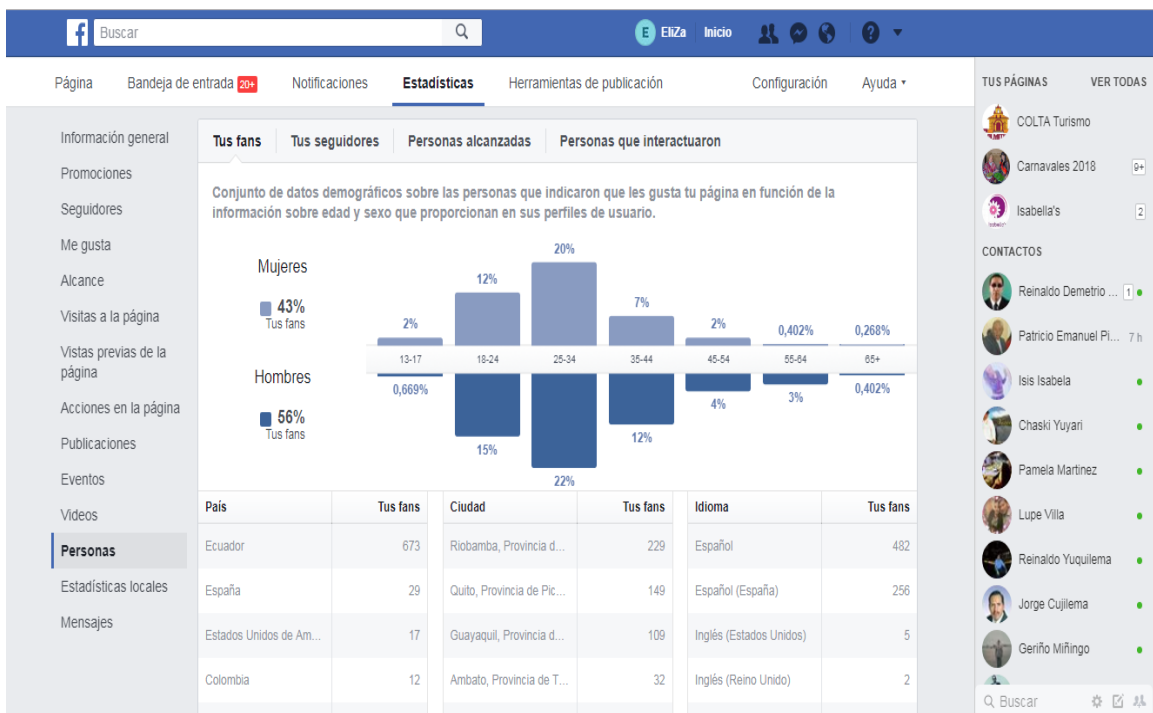 Buscar
E EliZa Inicio
Página Bandeja de entrada 20+ Notificaciones Estadísticas Herramientas de publicación Configuración Ayuda
Información general
Promociones
Seguidores
Me gusta
Alcance
Visitas a la página
Vistas previas de la
página
Acciones en la página
Publicaciones
Eventos
Videos
Personas
Estadísticas locales
Mensajes
Tus fans Tus seguidores Personas alcanzadas Personas que interactuaron
Conjunto de datos demográficos sobre las personas que indicaron que les gusta tu página en función de la
información sobre edad y sexo que proporcionan en sus perfiles de usuario.
Mujeres
43%
Tus fans
2% 12% 20% 7% 2% 0,402% 0,268%
13-17 18-24 25-34 35-44 45-54 55-64 65+
Hombres
56%
Tus fans
0,669% 15% 22% 12% 4% 3% 0,402%
País Tus fans Ciudad Tus fans Idioma Tus fans
Ecuador 673 Riobamba, Provincia d... 229 Español 482
España 29 Quito, Provincia de Pic... 149 Español (España) 256
Estados Unidos de Am... 17 Guayaquil, Provincia d... 109 Inglés (Estados Unidos) 5
Colombia 12 Ambato, Provincia de T... 32 Inglés (Reino Unido) 2
TUS PÁGINAS VER TODAS
COLTA Turismo
Carnavales 2018 9+
Isabella's 2
CONTACTOS
Reinaldo Demetrio ... 1
Patricio Emanuel Pi... 7 h
Isis Isabela
Chaski Yuyari
Pamela Martinez
Lupe Villa
Reinaldo Yuquilema
Jorge Cujilema
Geriño Miñingo
Buscar